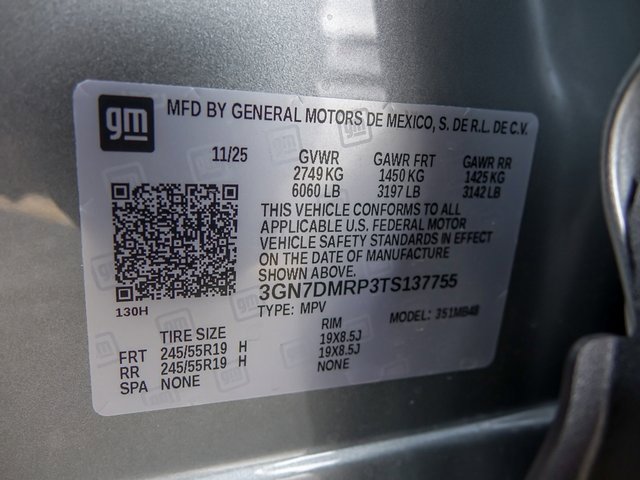 gm
MFD BY GENERAL MOTORS DE MEXICO, S. DE R.L. DE C.V.
11/25 GVWR GAWR FRT GAWR RR
2749 KG 1450 KG 1425 KG
6060 LB 3197 LB 3142 LB
THIS VEHICLE CONFORMS TO ALL
APPLICABLE U.S. FEDERAL MOTOR
VEHICLE SAFETY STANDARDS IN EFFECT
ON THE DATE OF MANUFACTURE
SHOWN ABOVE.
3GN7DMRP3TS137755
130H
TYPE: MPV MODEL: 351MB48
TIRE SIZE RIM
FRT 245/55R19 H 19X8.5J
RR 245/55R19 H 19X8.5J
SPA NONE NONE